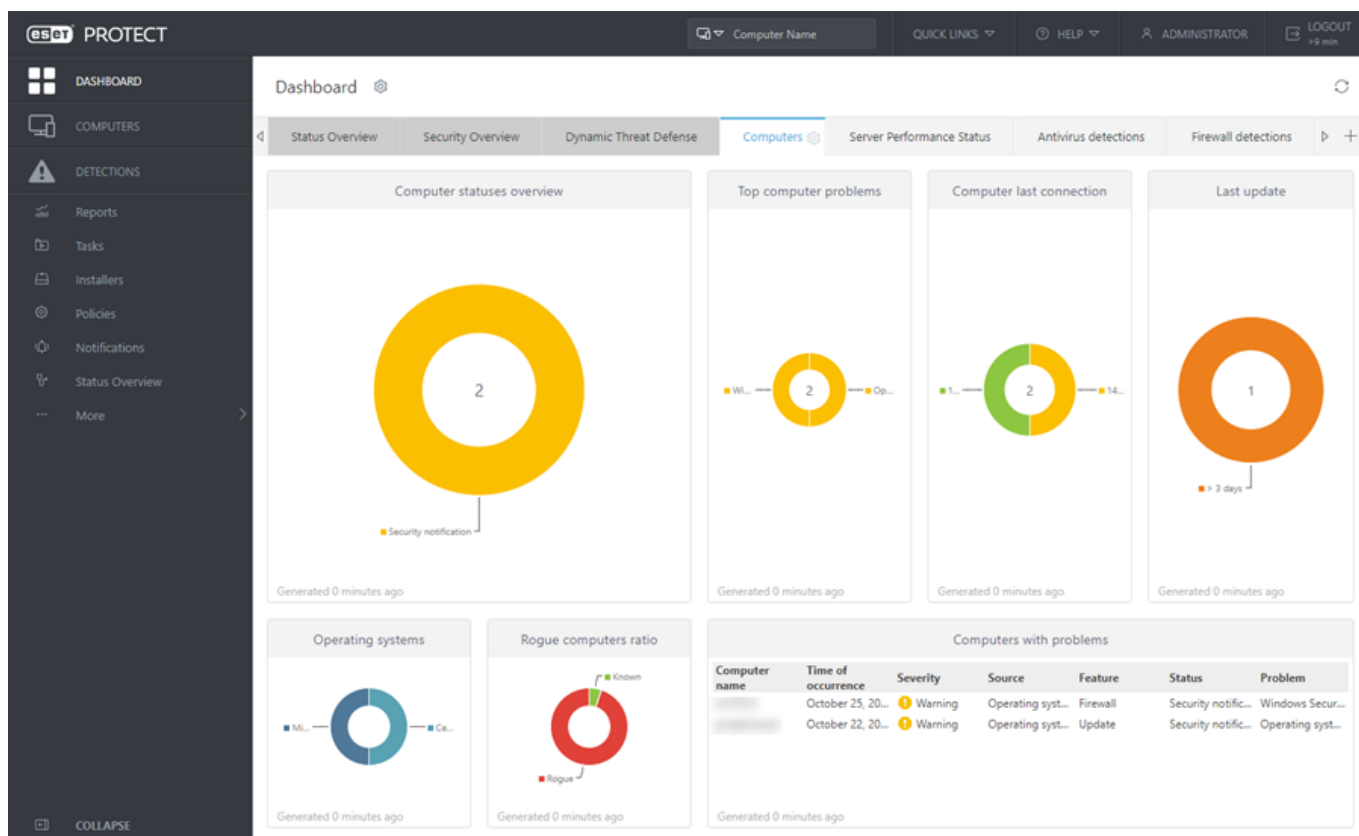 eset PROTECT
Computer Name
QUICK LINKS
HELP
ADMINISTRATOR
LOGOUT
>9 min
DASHBOARD
COMPUTERS
DETECTIONS
Reports
Tasks
Installers
Policies
Notifications
Status Overview
More
COLLAPSE
Dashboard
Status Overview
Security Overview
Dynamic Threat Defense
Computers
Server Performance Status
Antivirus detections
Firewall detections
Computer statuses overview
2
Security notification
Generated 0 minutes ago
Top computer problems
Wi...
2
Op...
Generated 0 minutes ago
Computer last connection
1...
2
14...
Generated 0 minutes ago
Last update
1
> 3 days
Generated 0 minutes ago
Operating systems
Mi...
Ce...
Generated 0 minutes ago
Rogue computers ratio
Known
Rogue
Generated 0 minutes ago
Computers with problems
Computer name Time of occurrence Severity Source Feature Status Problem
October 25, 20... Warning Operating syst... Firewall Security notific... Windows Secur...
October 22, 20... Warning Operating syst... Update Security notific... Operating syst...
Generated 0 minutes ago